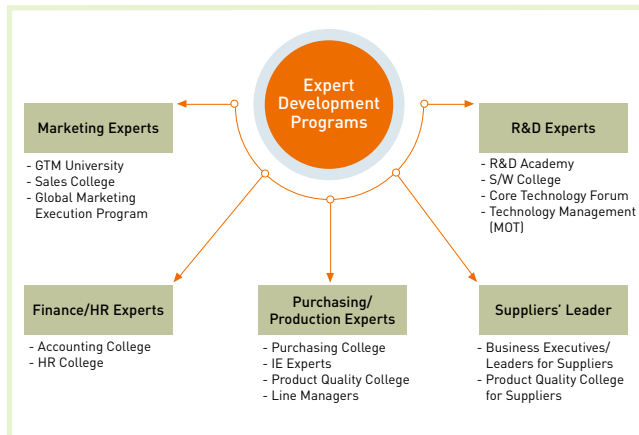 Expert
Development
Programs
Marketing Experts
- GTM University
- Sales College
- Global Marketing
Execution Program
R&D Experts
- R&D Academy
- S/W College
- Core Technology Forum
- Technology Management
(MOT)
Finance/HR Experts
- Accounting College
- HR College
Purchasing/
Production Experts
- Purchasing College
- IE Experts
- Product Quality College
- Line Managers
Suppliers’ Leader
- Business Executives/
Leaders for Suppliers
- Product Quality College
for Suppliers